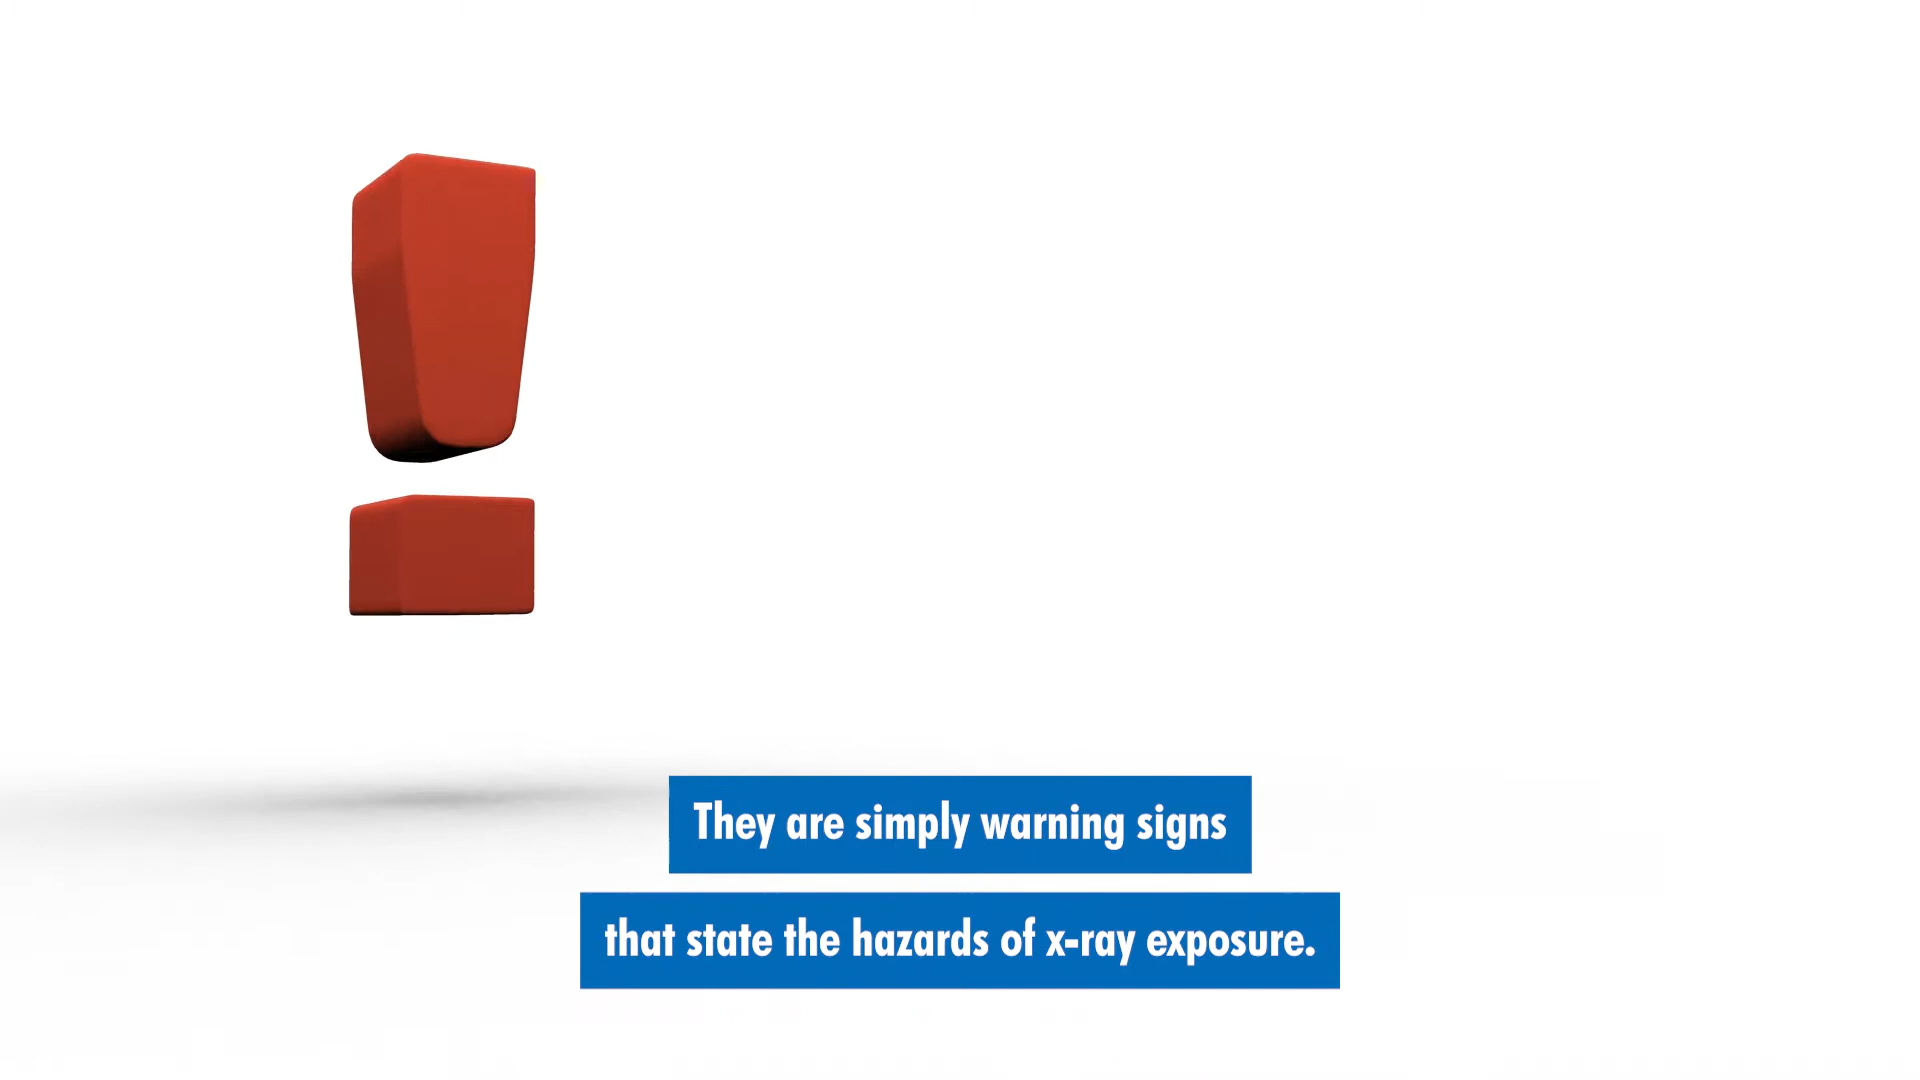 They are simply warning signs
that state the hazards of x-ray exposure.